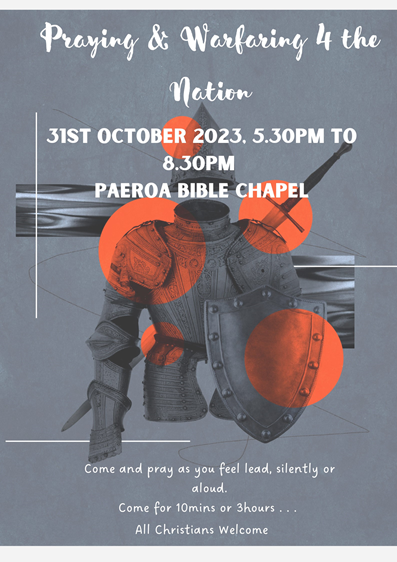 Praying & Warfaring 4 the
Nation
31ST OCTOBER 2023, 5.30PM TO
8.30PM
PAEROA BIBLE CHAPEL
Come and pray as you feel lead, silently or
aloud.
Come for 10mins or 3hours . . .
All Christians Welcome